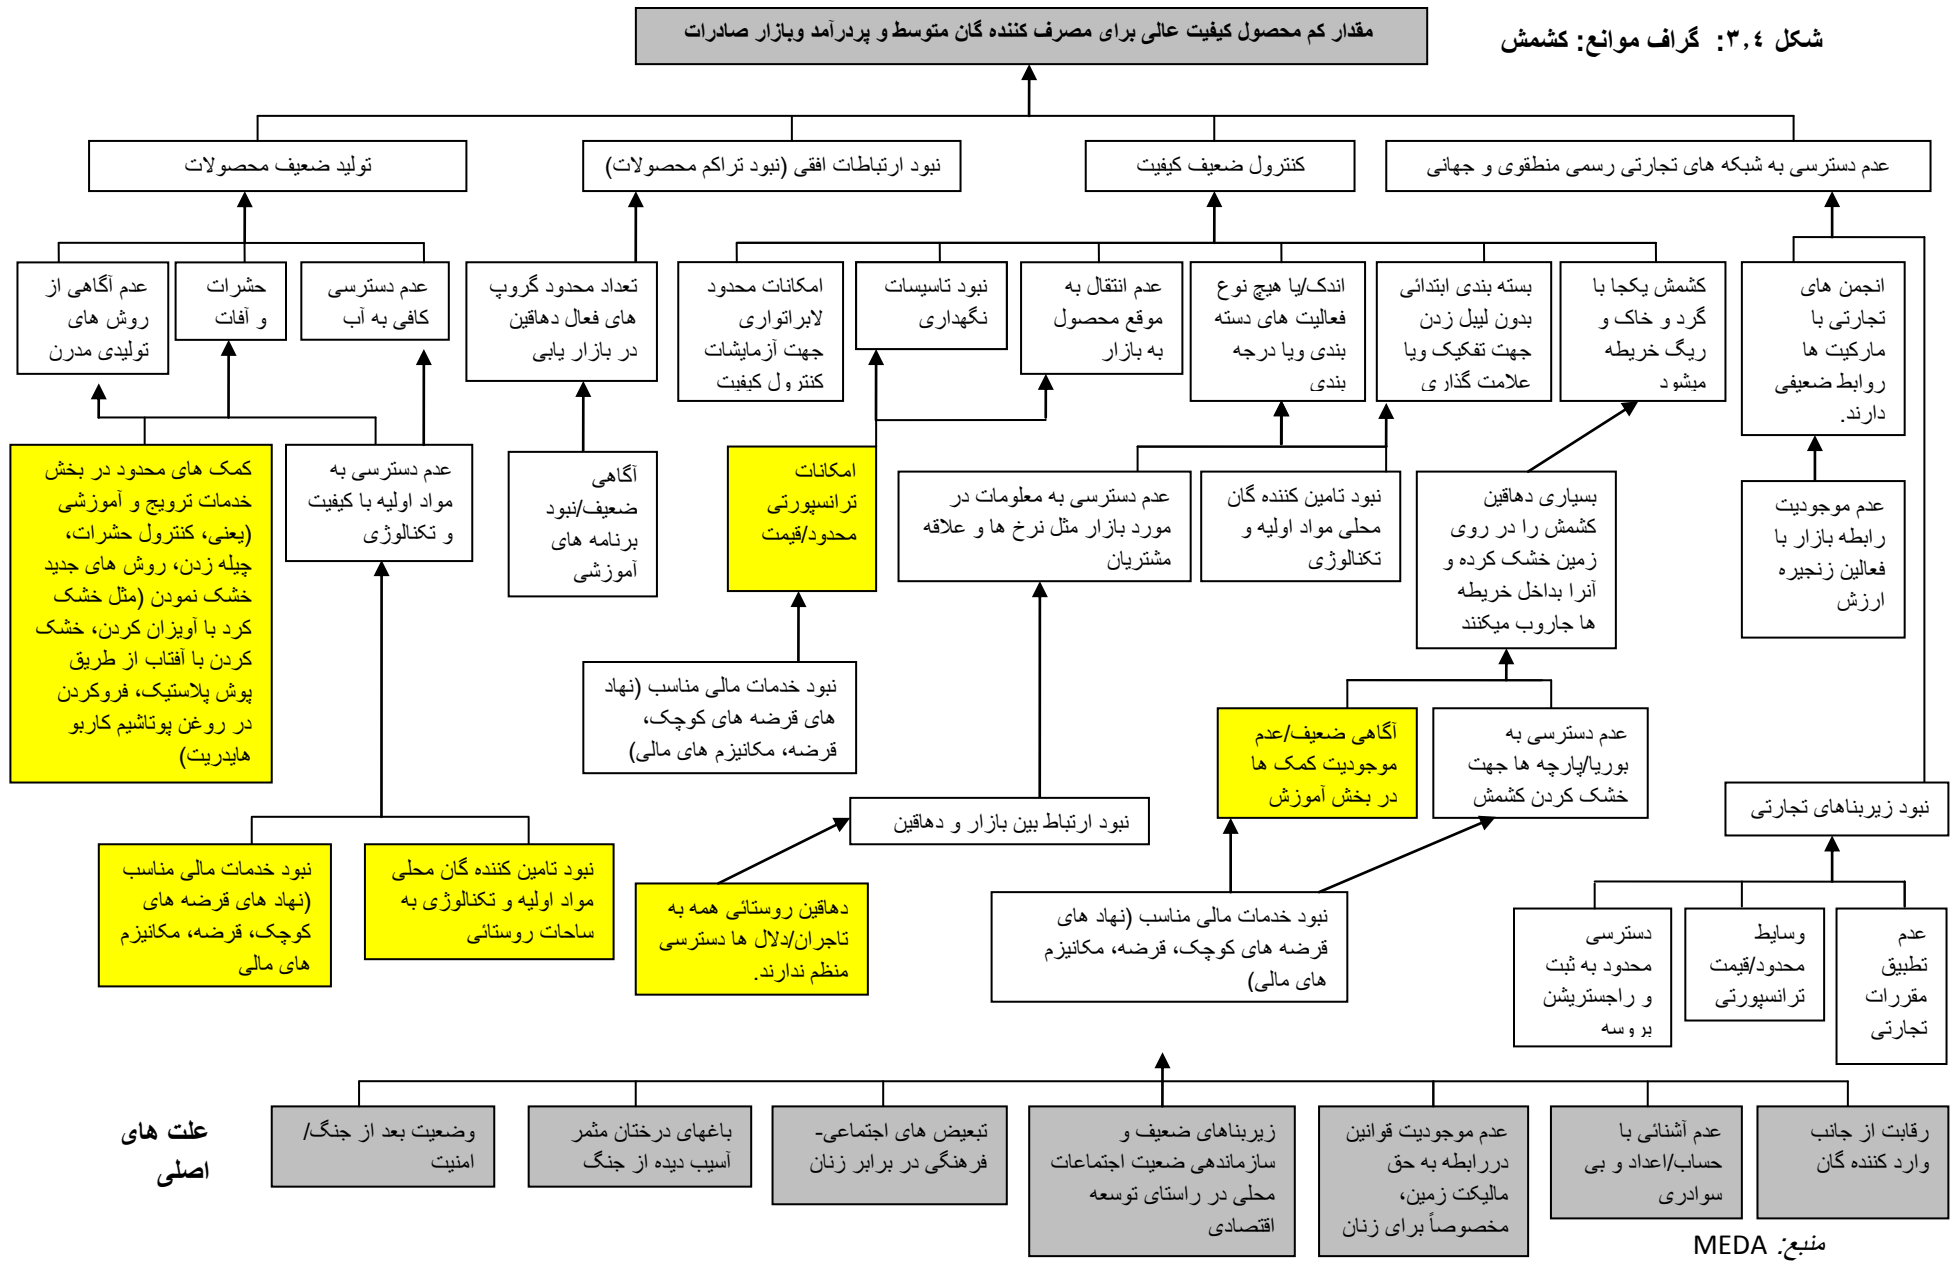 شکل ۳,٤: گراف موانع: کشمش
مقدار کم محصول کیفیت عالی برای مصرف کننده گان متوسط و پردرآمد وبازار صادرات
عدم دسترسی به شبکه های تجارتی رسمی منطقوی و جهانی
کنترول ضعیف کیفیت
نبود ارتباطات افقی (نبود تراکم محصولات)
تولید ضعیف محصولات
انجمن های
تجارتی با
مارکیت ها
روابط ضعیفی
دارند.
کشمش یکجا با
گرد و خاک و
ریگ خریطه
میشود
بسته بندی ابتدائی
بدون لیبل زدن
جهت تفکیک ویا
علامت گذاری
اندک/یا هیچ نوع
فعالیت های دسته
بندی ویا درجه
بندی
عدم انتقال به
موقع محصول
به بازار
نبود تاسیسات
نگهداری
امکانات محدود
لابراتواری
جهت آزمایشات
کنترول کیفیت
تعداد محدود گروپ
های فعال دهاقین
در بازار یابی
عدم دسترسی
کافی به آب
حشرات
و آفات
عدم آگاهی از
روش های
تولیدی مدرن
عدم موجودیت
رابطه بازار با
فعالین زنجیره
ارزش
بسیاری دهاقین
کشمش را در روی
زمین خشک کرده و
آنرا بداخل خریطه
ها جاروب میکنند
نبود تامین کننده گان
محلی مواد اولیه و
تکنالوژی
عدم دسترسی به معلومات در
مورد بازار مثل نرخ ها و علاقه
مشتریان
امکانات
ترانسپورتی
محدود/قیمت
آگاهی
ضعیف/نبود
برنامه های
آموزشی
عدم دسترسی به
مواد اولیه با کیفیت
و تکنالوژی
کمک های محدود در بخش
خدمات ترویج و آموزشی
(یعنی، کنترول حشرات،
چیله زدن، روش های جدید
خشک نمودن (مثل خشک
کرد با آویزان کردن، خشک
کردن با آفتاب از طریق
پوش پلاستیک، فروکردن
در روغن پوتاشیم کاربو
هایدریت)
نبود خدمات مالی مناسب (نهاد
های قرضه های کوچک،
قرضه، مکانیزم های مالی)
عدم دسترسی به
بوریا/پارچه ها جهت
خشک کردن کشمش
آگاهی ضعیف/عدم
موجودیت کمک ها
در بخش آموزش
نبود زیربناهای تجارتی
نبود ارتباط بین بازار و دهاقین
نبود تامین کننده گان محلی
مواد اولیه و تکنالوژی به
ساحات روستائی
نبود خدمات مالی مناسب
(نهاد های قرضه های
کوچک، قرضه، مکانیزم
های مالی
دهاقین روستائی همه به
تاجران/دلال ها دسترسی
منظم ندارند.
نبود خدمات مالی مناسب (نهاد های
قرضه های کوچک، قرضه، مکانیزم
های مالی)
عدم
تطبیق
مقررات
تجارتی
وسایط
محدود/قیمت
ترانسپورتی
دسترسی
محدود به ثبت
و راجستریشن
پروسه
علت های
اصلی
رقابت از جانب
وارد کننده گان
عدم آشنائی با
حساب/اعداد و بی
سوادری
عدم موجودیت قوانین
دررابطه به حق
مالیکت زمین،
مخصوصاً برای زنان
زیربناهای ضعیف و
سازماندهی ضعیت اجتماعات
محلی در راستای توسعه
اقتصادی
تبعیض های اجتماعی-
فرهنگی در برابر زنان
باغهای درختان مثمر
آسیب دیده از جنگ
وضعیت بعد از جنگ/
امنیت
منبع: MEDA